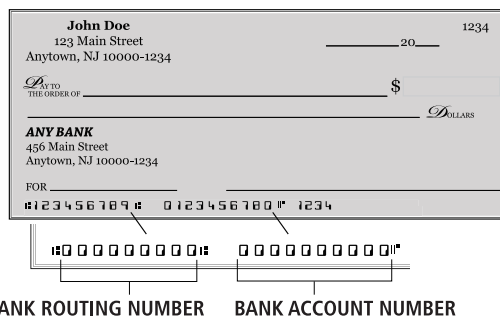 John Doe
1234
123 Main Street
20
Anytown, NJ 10000-1234
PAY TO
THE ORDER OF
$
DOLLARS
ANY BANK
456 Main Street
Anytown, NJ 10000-1234
FOR
⑆123456789⑆ 0123456780⑈ 1234
⑆000000000⑆ 0000000000⑈
ANK ROUTING NUMBER BANK ACCOUNT NUMBER